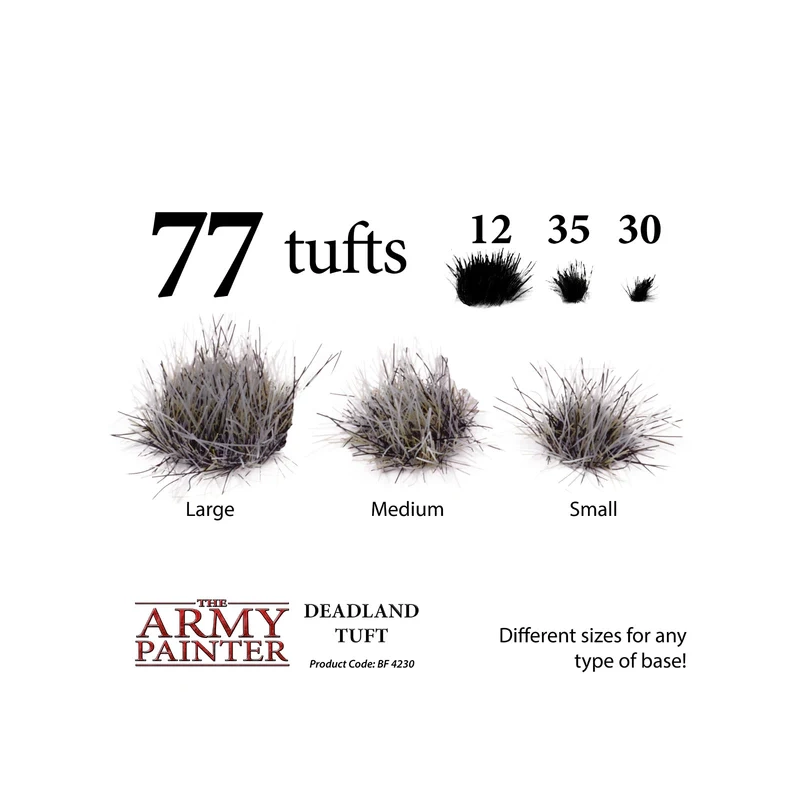 77 tufts
12 35 30
Large Medium Small
THE
ARMY
PAINTER
DEADLAND
TUFT
Product Code: BF 4230
Different sizes for any
type of base!